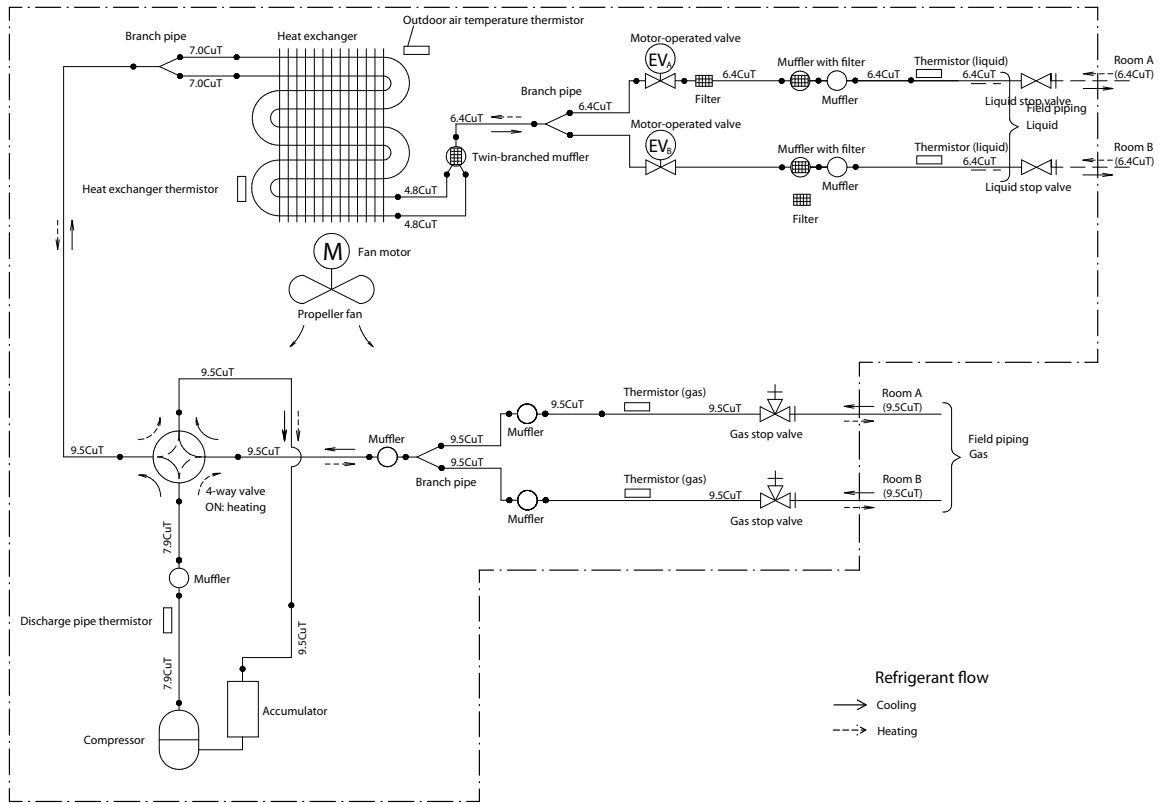 Outdoor air temperature thermistor
Branch pipe
Heat exchanger
7.0CuT
7.0CuT
Motor-operated valve
EVA
6.4CuT
Filter
Muffler with filter
6.4CuT
Muffler
Thermistor (liquid)
6.4CuT
Liquid stop valve
Room A
(6.4CuT)
Field piping
Liquid
Branch pipe
6.4CuT
6.4CuT
Twin-branched muffler
Motor-operated valve
EVB
Muffler with filter
Muffler
Filter
Thermistor (liquid)
6.4CuT
Liquid stop valve
Room B
(6.4CuT)
Heat exchanger thermistor
4.8CuT
4.8CuT
M
Fan motor
Propeller fan
9.5CuT
9.5CuT
9.5CuT
4-way valve
ON: heating
Muffler
Branch pipe
9.5CuT
9.5CuT
Muffler
9.5CuT
Thermistor (gas)
9.5CuT
Gas stop valve
Room A
(9.5CuT)
Muffler
Thermistor (gas)
9.5CuT
Gas stop valve
Room B
(9.5CuT)
Field piping
Gas
7.9CuT
Muffler
Discharge pipe thermistor
7.9CuT
9.5CuT
Accumulator
Compressor
Refrigerant flow
Cooling
Heating